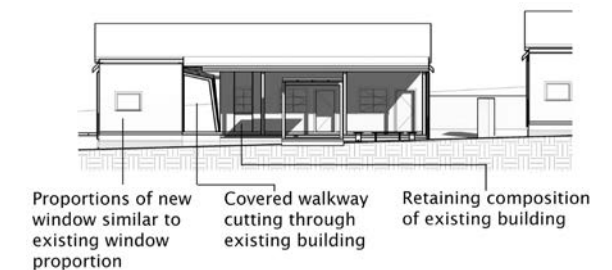 Proportions of new
window similar to
existing window
proportion
Covered walkway
cutting through
existing building
Retaining composition
of existing building